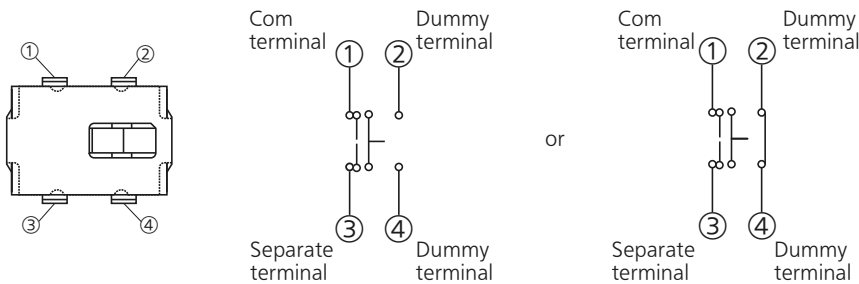 ① ②
③ ④
Com
terminal
Dummy
terminal
① ②
③ ④
Separate
terminal
Dummy
terminal
or
Com
terminal
Dummy
terminal
① ②
③ ④
Separate
terminal
Dummy
terminal